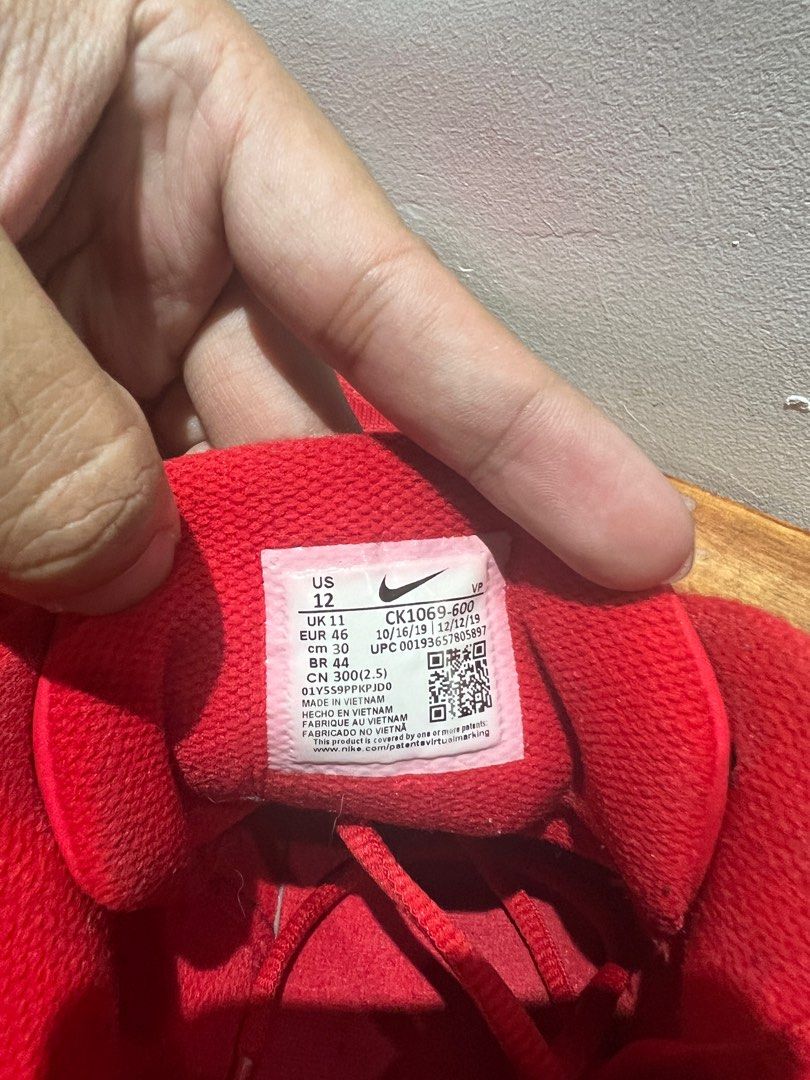 US
12
VP
CK1069-600
UK 11
10/16/19 | 12/12/19
EUR 46
UPC 00193657805897
cm 30
BR 44
CN 300(2.5)
01Y5S9PPKPJD0
MADE IN VIETNAM
HECHO EN VIETNAM
FABRIQUE AU VIETNAM
FABRICADO NO VIETNÃ
This product is covered by one or more patents:
www.nike.com/patentsvirtualmarking